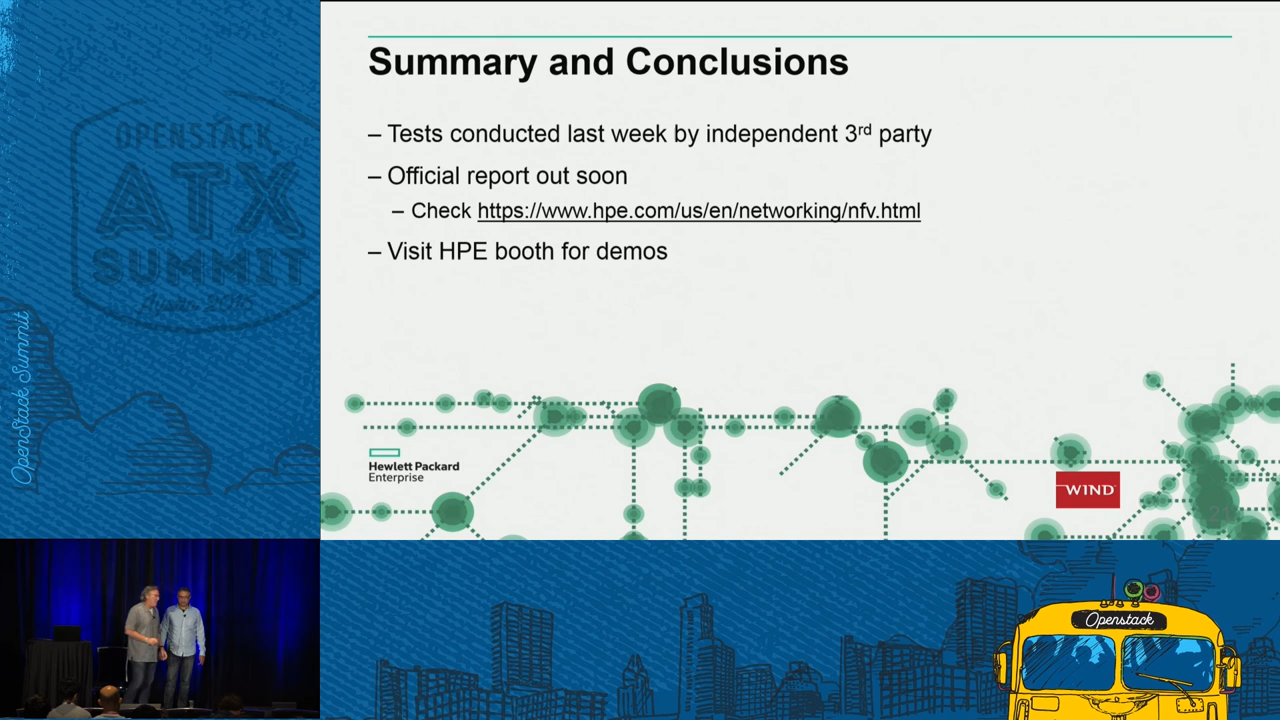 Summary and Conclusions
– Tests conducted last week by independent 3rd party
– Official report out soon
– Check https://www.hpe.com/us/en/networking/nfv.html
– Visit HPE booth for demos
Hewlett Packard
Enterprise
WIND
21
OPENSTACK
ATX
SUMMIT
Austin 2016
OpenStack Summit
Openstack